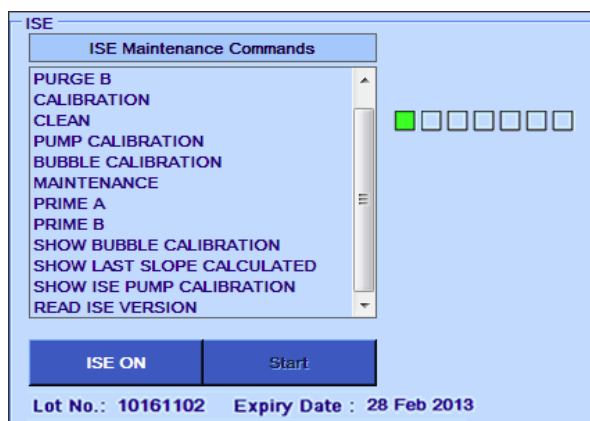 ISE
ISE Maintenance Commands
PURGE B
CALIBRATION
CLEAN
PUMP CALIBRATION
BUBBLE CALIBRATION
MAINTENANCE
PRIME A
PRIME B
SHOW BUBBLE CALIBRATION
SHOW LAST SLOPE CALCULATED
SHOW ISE PUMP CALIBRATION
READ ISE VERSION
ISE ON Start
Lot No.: 10161102 Expiry Date : 28 Feb 2013